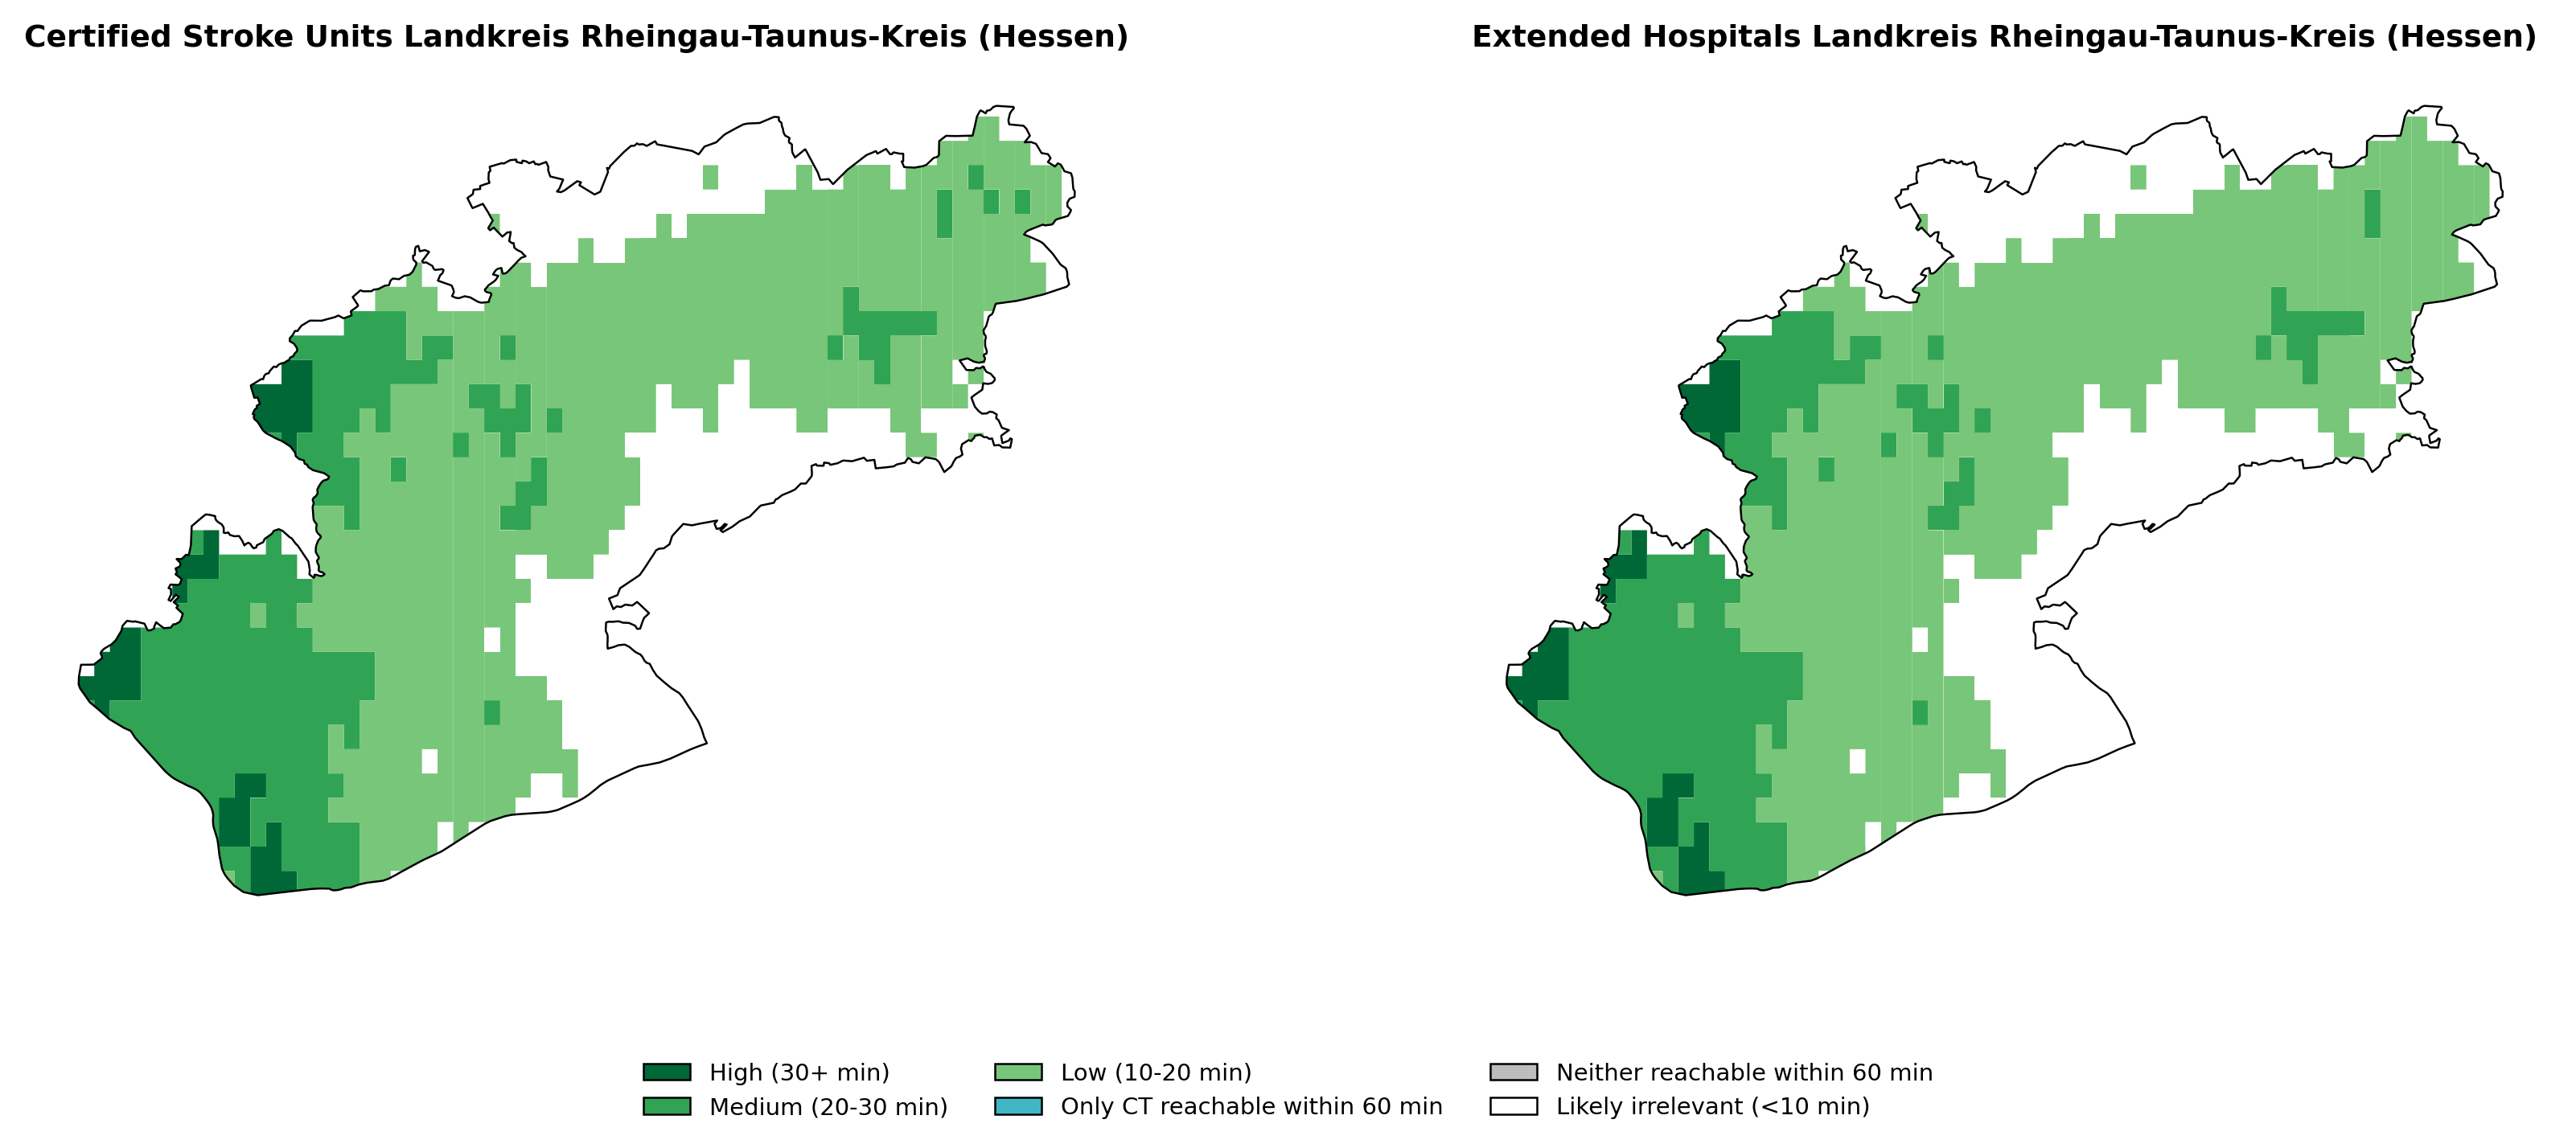 Certified Stroke Units Landkreis Rheingau-Taunus-Kreis (Hessen)
Extended Hospitals Landkreis Rheingau-Taunus-Kreis (Hessen)
High (30+ min)
Medium (20-30 min)
Low (10-20 min)
Only CT reachable within 60 min
Neither reachable within 60 min
Likely irrelevant (<10 min)